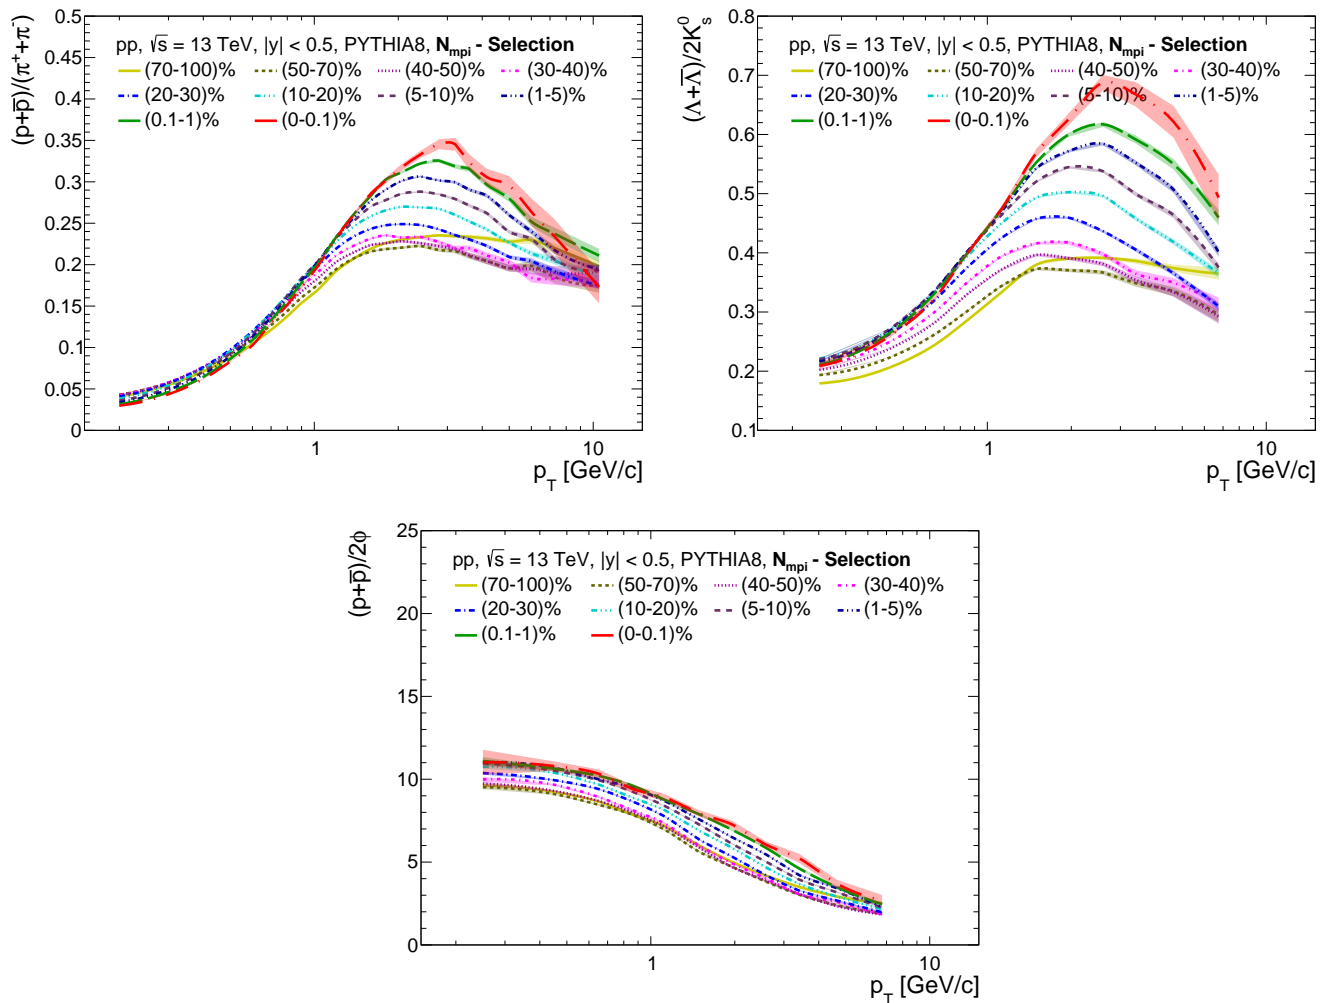 (p+p̅)/(π⁺+π⁻)
0.5
0.45
0.4
0.35
0.3
0.25
0.2
0.15
0.1
0.05
0
pp, √s = 13 TeV, |y| < 0.5, PYTHIA8, N_mpi - Selection
(70-100)% (50-70)% (40-50)% (30-40)%
(20-30)% (10-20)% (5-10)% (1-5)%
(0.1-1)% (0-0.1)%
1 10
p_T [GeV/c]
(Λ+Λ̅)/2K_s^0
0.8
0.7
0.6
0.5
0.4
0.3
0.2
0.1
pp, √s = 13 TeV, |y| < 0.5, PYTHIA8, N_mpi - Selection
(70-100)% (50-70)% (40-50)% (30-40)%
(20-30)% (10-20)% (5-10)% (1-5)%
(0.1-1)% (0-0.1)%
1 10
p_T [GeV/c]
(p+p̅)/2ϕ
25
20
15
10
5
0
pp, √s = 13 TeV, |y| < 0.5, PYTHIA8, N_mpi - Selection
(70-100)% (50-70)% (40-50)% (30-40)%
(20-30)% (10-20)% (5-10)% (1-5)%
(0.1-1)% (0-0.1)%
1 10
p_T [GeV/c]